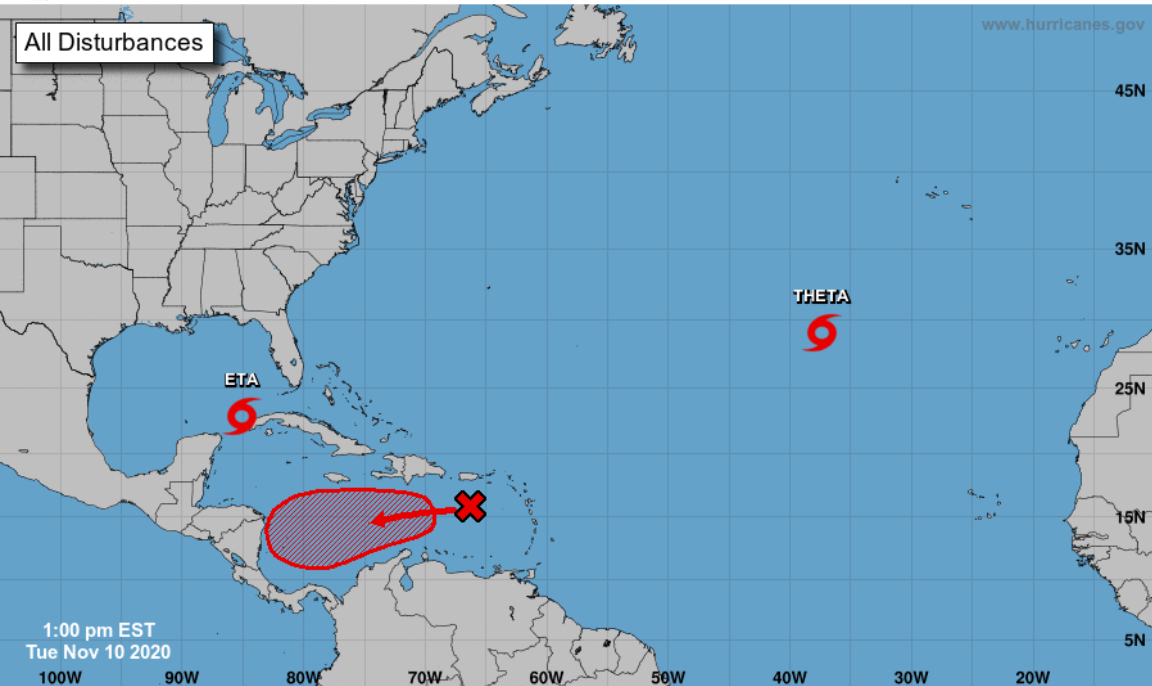 All Disturbances
www.hurricanes.gov
45N
35N
THETA
ETA
25N
15N
1:00 pm EST
Tue Nov 10 2020
5N
100W 90W 80W 70W 60W 50W 40W 30W 20W